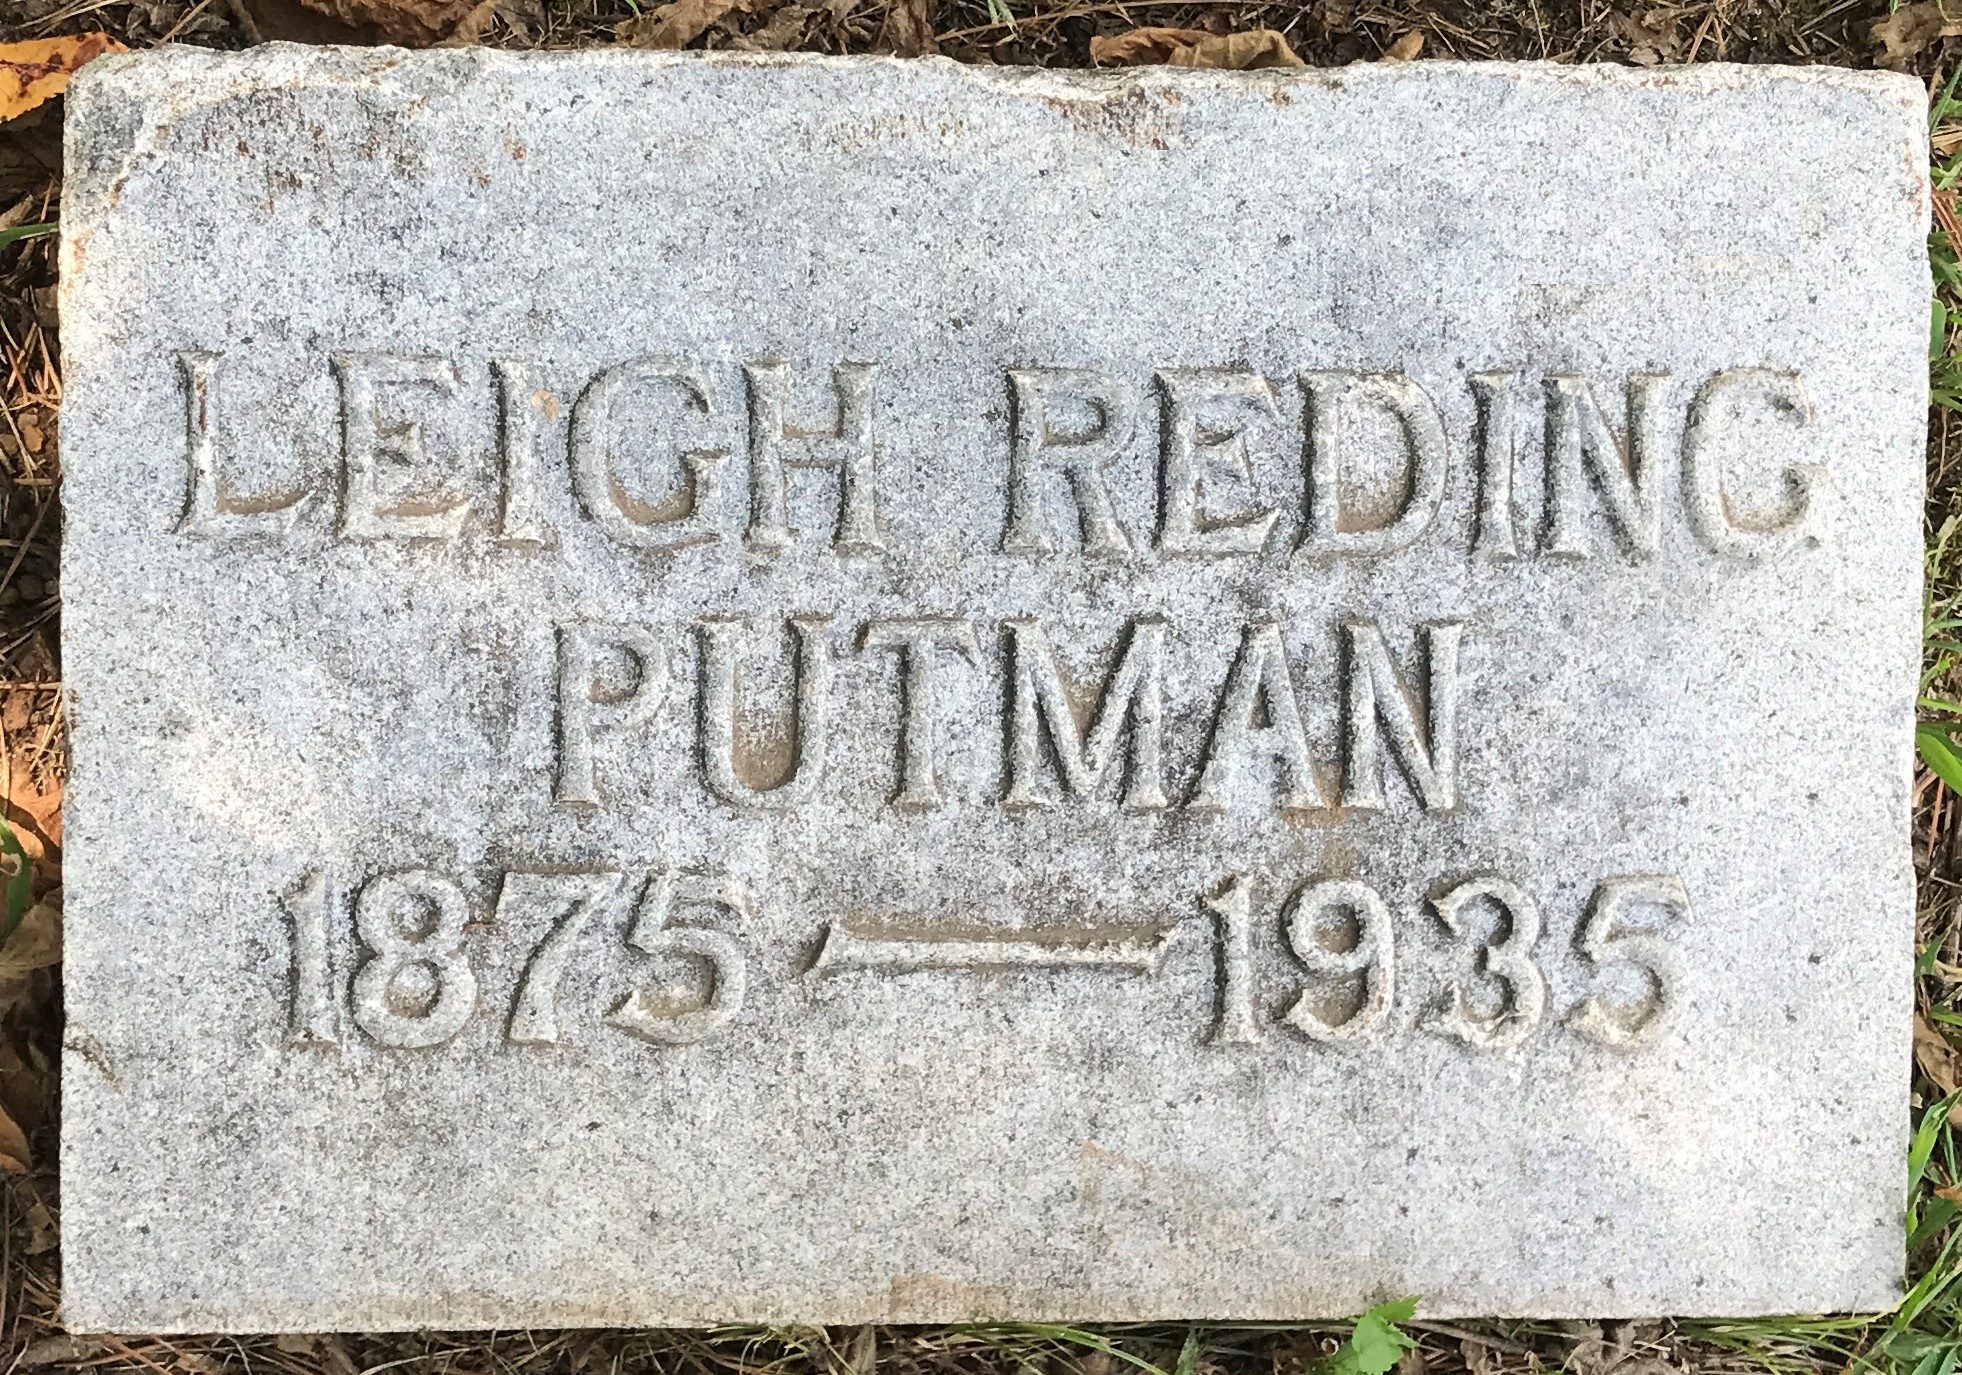 LEIGH REDING
PUTMAN
1875 — 1935